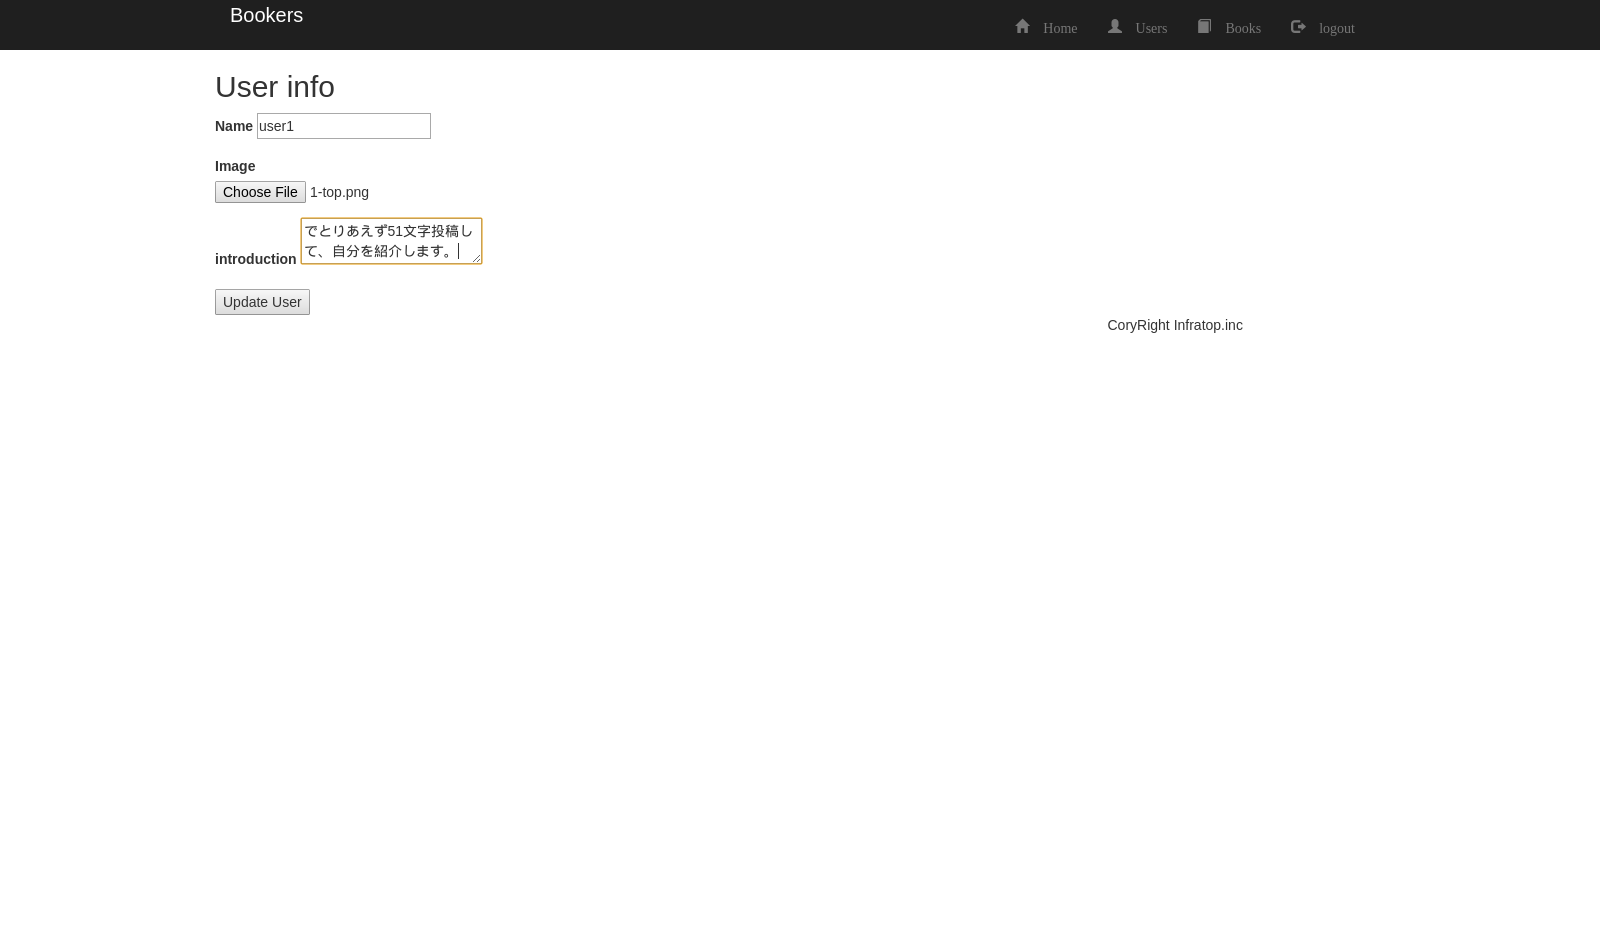 Bookers
Home Users Books logout
User info
Name user1
Image
Choose File 1-top.png
でとりあえず51文字投稿し
て、自分を紹介します。
introduction
Update User
CoryRight Infratop.inc